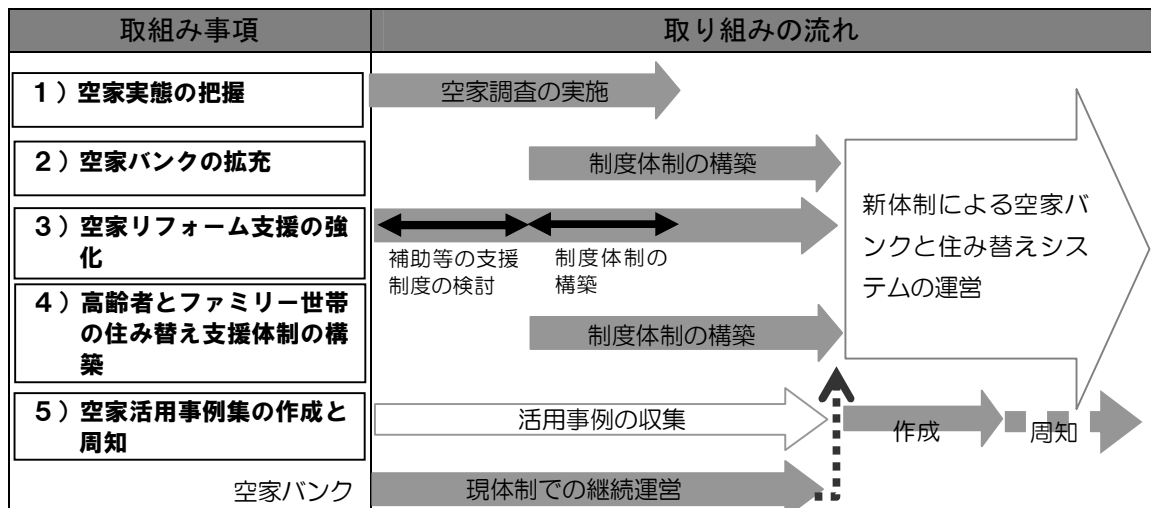 取組み事項
取り組みの流れ
1）空家実態の把握
空家調査の実施
2）空家バンクの拡充
制度体制の構築
3）空家リフォーム支援の強
化
補助等の支援
制度の検討
制度体制の
構築
新体制による空家バ
ンクと住み替えシス
テムの運営
4）高齢者とファミリー世帯
の住み替え支援体制の構
築
制度体制の構築
5）空家活用事例集の作成と
周知
活用事例の収集
作成
周知
空家バンク
現体制での継続運営